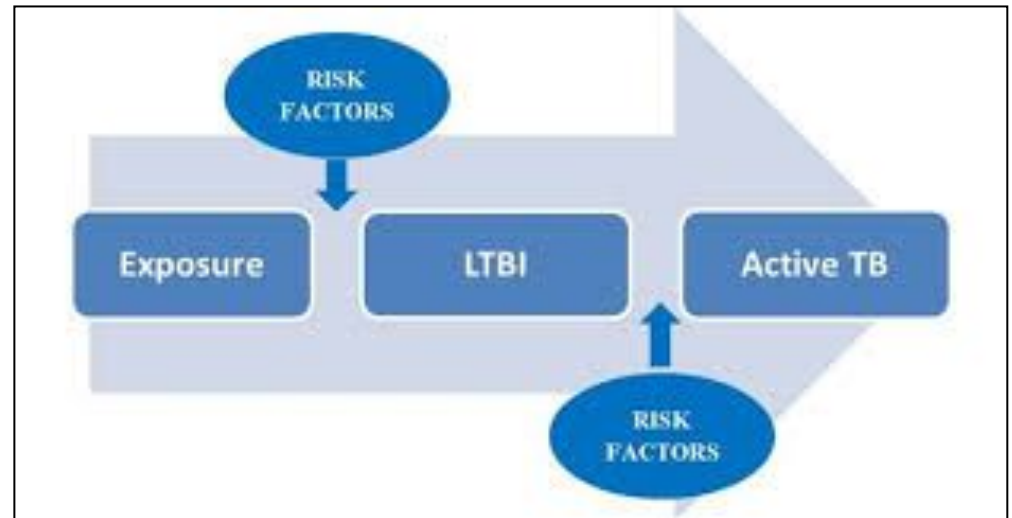 RISK
FACTORS
Exposure
LTBI
Active TB
RISK
FACTORS